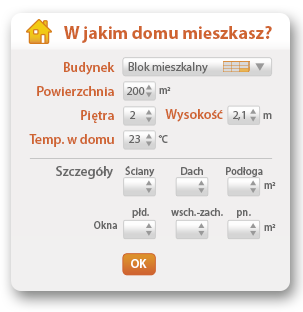 W jakim domu mieszkasz?
Budynek Blok mieszkalny
Powierzchnia 200 m²
Piętra 2 Wysokość 2,1 m
Temp. w domu 23 °C
Szczegóły Ściany Dach Podłoga
m²
płd. wsch.-zach. pn.
Okna m²
OK